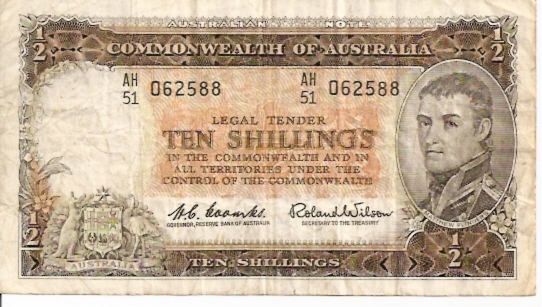 AUSTRALIAN NOTE
1/2 1/2
COMMONWEALTH OF AUSTRALIA
AH 51 062588 AH 51 062588
LEGAL TENDER
TEN SHILLINGS
IN THE COMMONWEALTH AND IN
ALL TERRITORIES UNDER THE
CONTROL OF THE COMMONWEALTH
H.C. Coombs. Roland Wilson
GOVERNOR, RESERVE BANK OF AUSTRALIA SECRETARY TO THE TREASURY
1/2 1/2
AUSTRALIA
TEN SHILLINGS